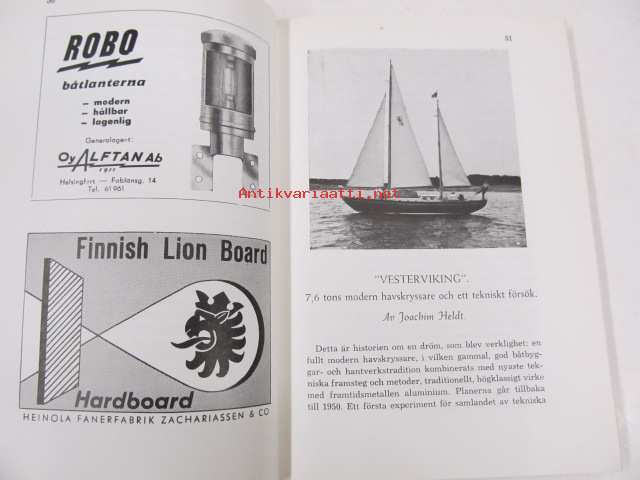 ROBO
båtlanterna
– modern
– hållbar
– lagenlig
Generalagent:
Oy ALFTAN Ab
Helsingfors — Fabiansg. 14
Tel. 61961
Finnish Lion Board
Hardboard
HEINOLA FANERFABRIK ZACHARIASSEN & CO
51
Antikvariaatti.net
"VESTERVIKING".
7,6 tons modern havskryssare och ett tekniskt försök.
Av Joachim Heldt.
Detta är historien om en dröm, som blev verklighet: en
fullt modern havskryssare, i vilken gammal, god båtbyg-
gar- och hantverkstradition kombinerats med nyaste tek-
niska framsteg och metoder, traditionellt, högklassigt virke
med framtidsmetallen aluminium. Planerna går tillbaka
till 1950. Ett första experiment för samlandet av tekniska